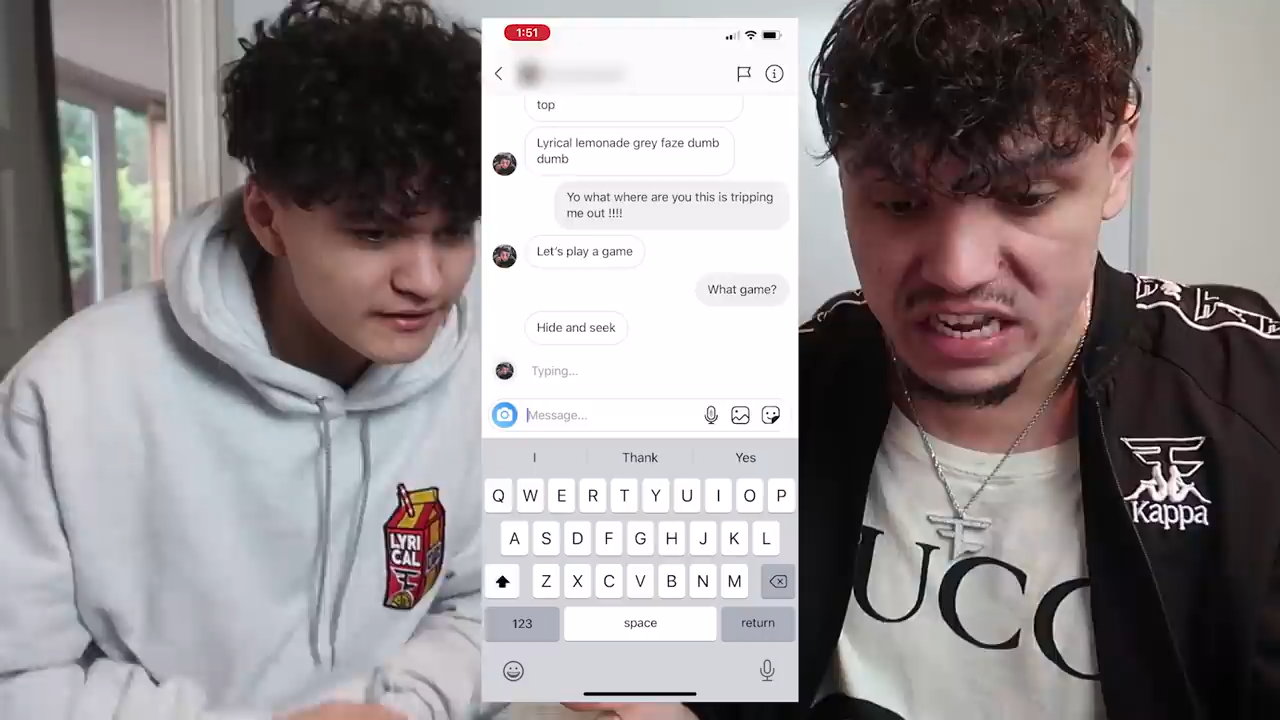 1:51
top
Lyrical lemonade grey faze dumb
dumb
Yo what where are you this is tripping
me out !!!!
Let's play a game
What game?
Hide and seek
Typing...
Message...
I Thank Yes
Q W E R T Y U I O P
A S D F G H J K L
Z X C V B N M
123 space return
LYRI
CAL
UCC
Kappa